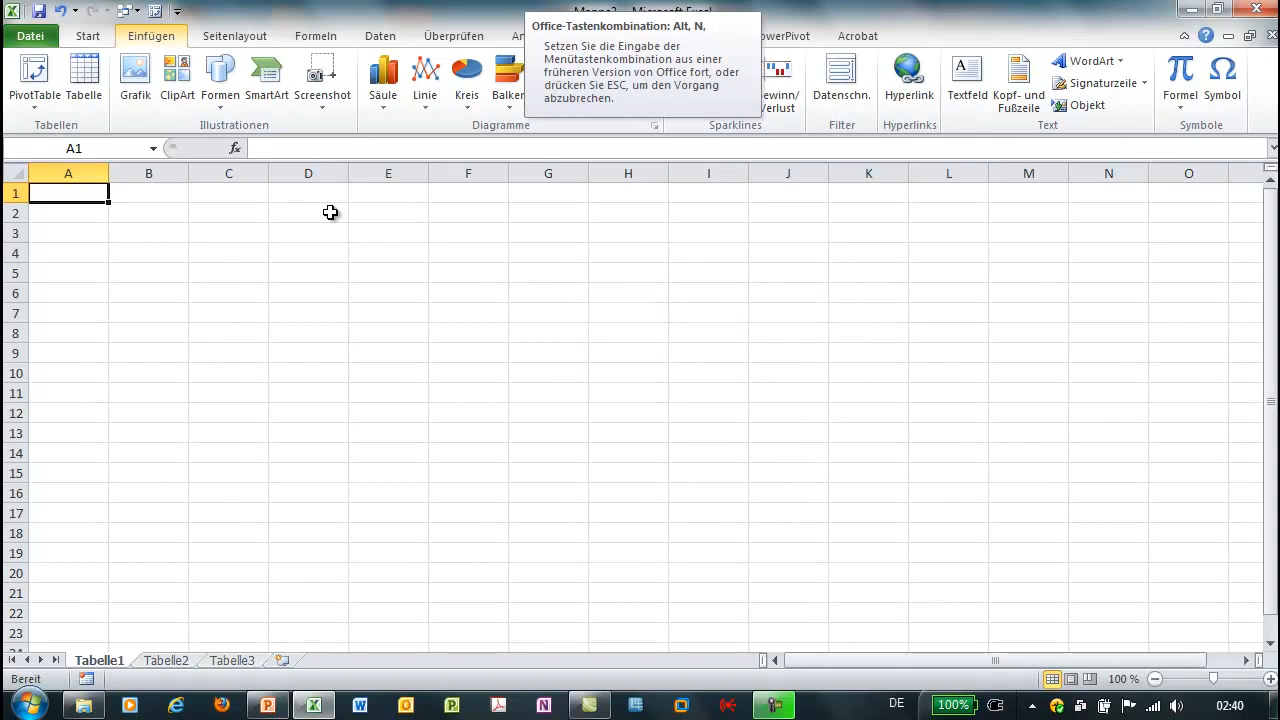 Office-Tastenkombination: Alt, N,
Setzen Sie die Eingabe der
Menütastenkombination aus einer
früheren Version von Office fort, oder
drücken Sie ESC, um den Vorgang
abzubrechen.
Datei Start Einfügen Seitenlayout Formeln Daten Überprüfen PowerPivot Acrobat
PivotTable Tabelle Grafik ClipArt Formen SmartArt Screenshot Säule Linie Kreis Balken Gewinn/ Verlust Datenschn. Hyperlink Textfeld Kopf- und Fußzeile WordArt Signaturzeile Objekt Formel Symbol
Tabellen Illustrationen Diagramme Sparklines Filter Hyperlinks Text Symbole
A1 fx
A B C D E F G H I J K L M N O
1
2
3
4
5
6
7
8
9
10
11
12
13
14
15
16
17
18
19
20
21
22
23
Tabelle1 Tabelle2 Tabelle3
Bereit 100 %
DE 100% 02:40